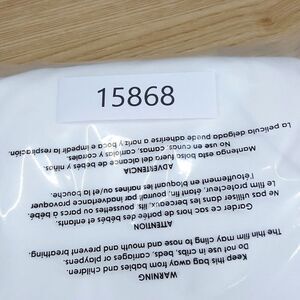 15868
WARNING
Keep this bag away from babies and children.
Do not use in cribs, beds, carriges or playpens.
The thin film may cling to nose and mouth and prevent breathing.
ATTENTION
Garder ce sac hors de portée des bébés et des enfants.
Ne pas utiliser dans les berceaux, lits, poussettes ou parcs pour bébés à
Le film protecteur, étant fin, pourrait par inadvertance provoquer
l'étouffement en bloquant les narines ou/et la bouche.
ADVERTENCIA
Mantenga esta bolsa fuera del alcance de bebés y niños.
No use en cunas, camas, carriolas y corrales.
La película delgada puede adherirse a nariz y boca e impedir la respiración.